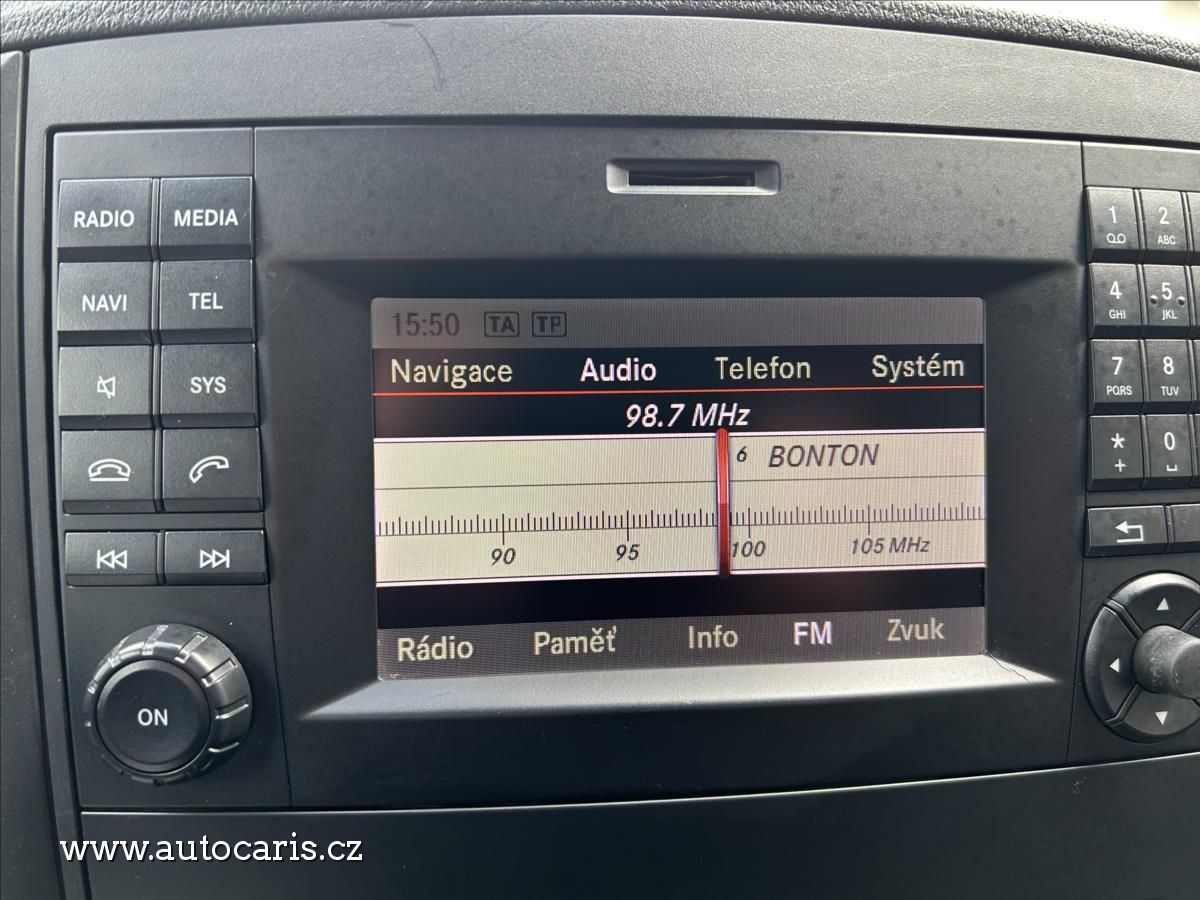 RADIO MEDIA
NAVI TEL
SYS
ON
15:50 TA TP
Navigace Audio Telefon Systém
98.7 MHz
6 BONTON
90 95 100 105 MHz
Rádio Paměť Info FM Zvuk
1 2 ABC
4 GHI 5 JKL
7 PQRS 8 TUV
* + 0
www.autocaris.cz